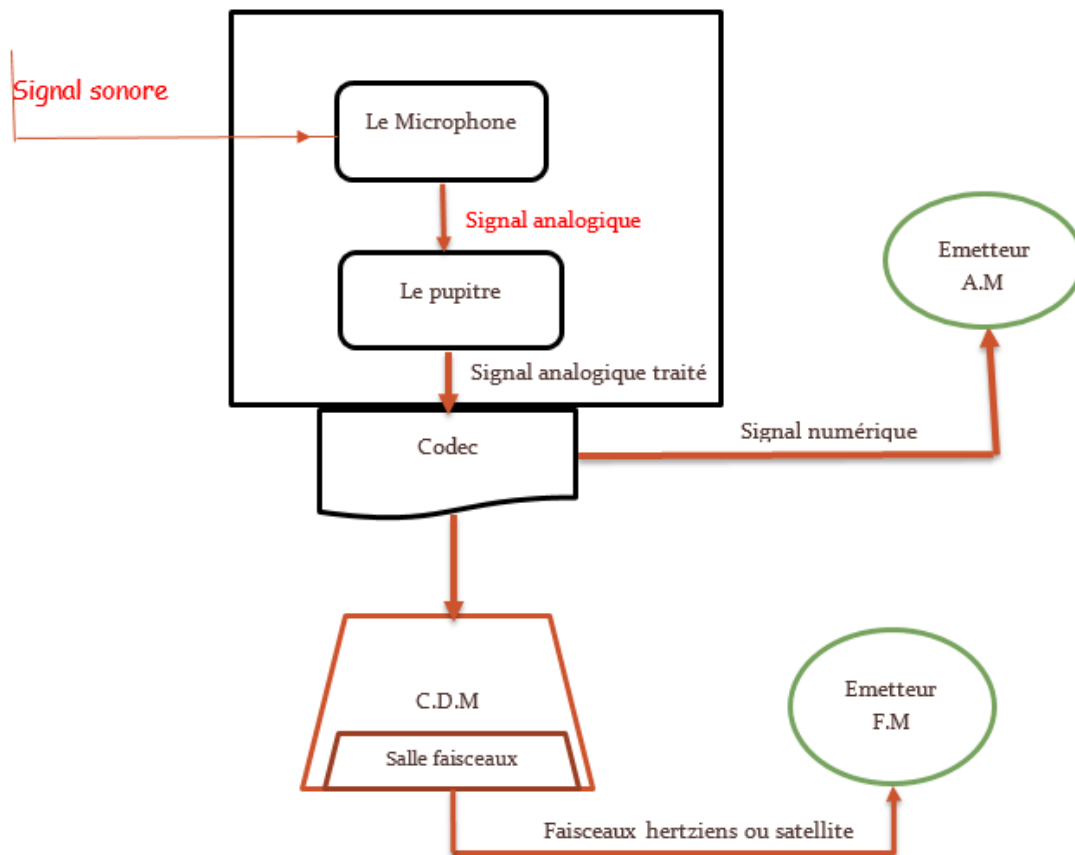 Signal sonore
Le Microphone
Signal analogique
Le pupitre
Emetteur
A.M
Signal analogique traité
Signal numérique
Codec
C.D.M
Emetteur
F.M
Salle faisceaux
Faisceaux hertziens ou satellite